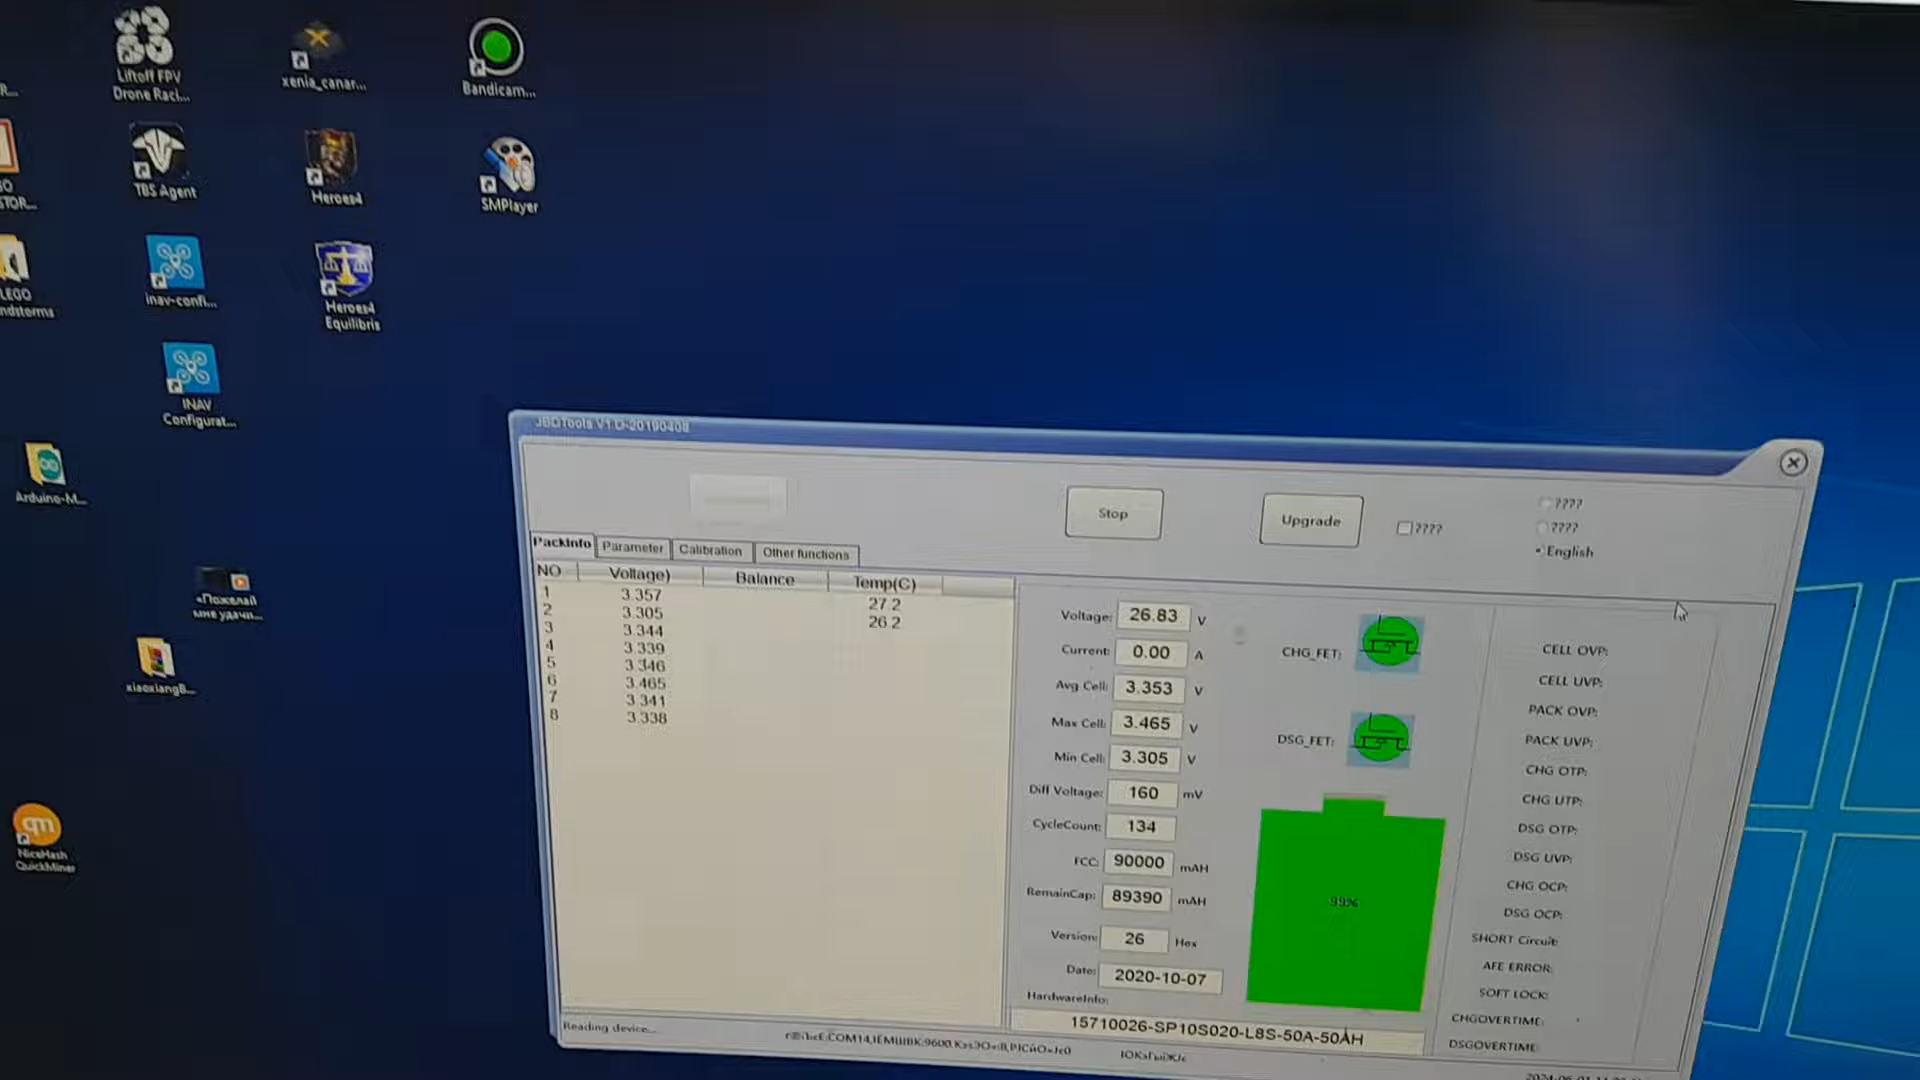 Liftoff FPV
Drone Raci...
xenia_canar...
Bandicam...
TBS Agent
Heroes4
SMPlayer
LEGO
inav-confi...
Heroes4
Equilibris
INAV
Configurat...
Arduino-M...
«Пожелай
мне удачи...
xiaoxiangB...
NiceHash
QuickMiner
JBDTools V1.0-20190408
Stop
Upgrade
????
????
????
English
PackInfo
Parameter
Calibration
Other functions
NO Voltage) Balance Temp(C)
1 3.357 27.2
2 3.305 26.2
3 3.344
4 3.339
5 3.346
6 3.465
7 3.341
8 3.338
Voltage: 26.83 V
Current: 0.00 A
Avg Cell: 3.353 V
Max Cell: 3.465 V
Min Cell: 3.305 V
Diff Voltage: 160 mV
CycleCount: 134
FCC: 90000 mAH
RemainCap: 89390 mAH
Version: 26 Hex
Date: 2020-10-07
HardwareInfo:
15710026-SP10S020-L8S-50A-50AH
CHG_FET:
DSG_FET:
99%
CELL OVP:
CELL UVP:
PACK OVP:
PACK UVP:
CHG OTP:
CHG UTP:
DSG OTP:
DSG UVP:
CHG OCP:
DSG OCP:
SHORT Circuit:
AFE ERROR:
SOFT LOCK:
CHGOVERTIME:
DSGOVERTIME:
Reading device...